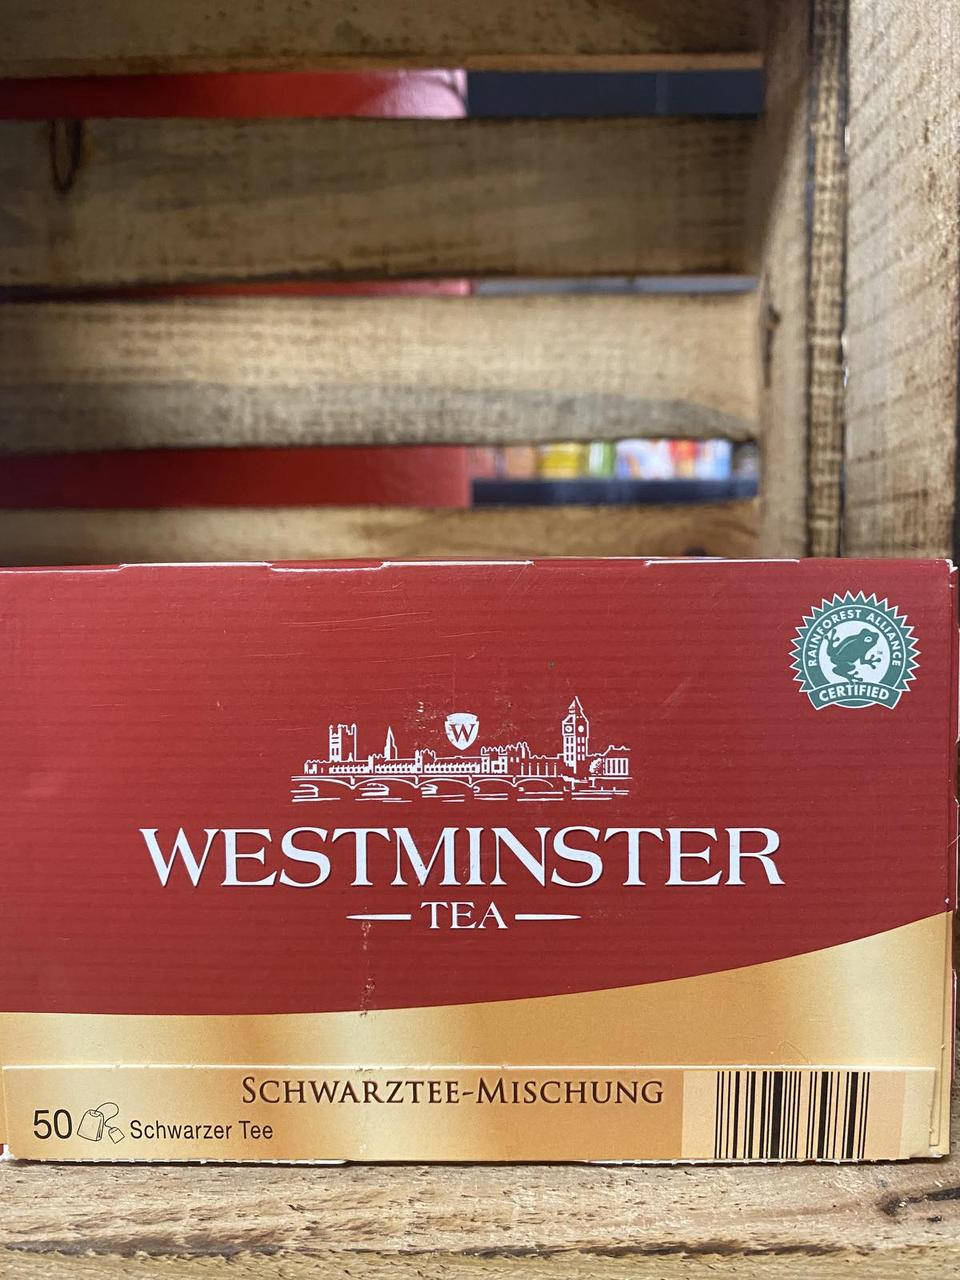 RAINFOREST ALLIANCE
CERTIFIED
W
WESTMINSTER
TEA
SCHWARZTEE-MISCHUNG
50 Schwarzer Tee